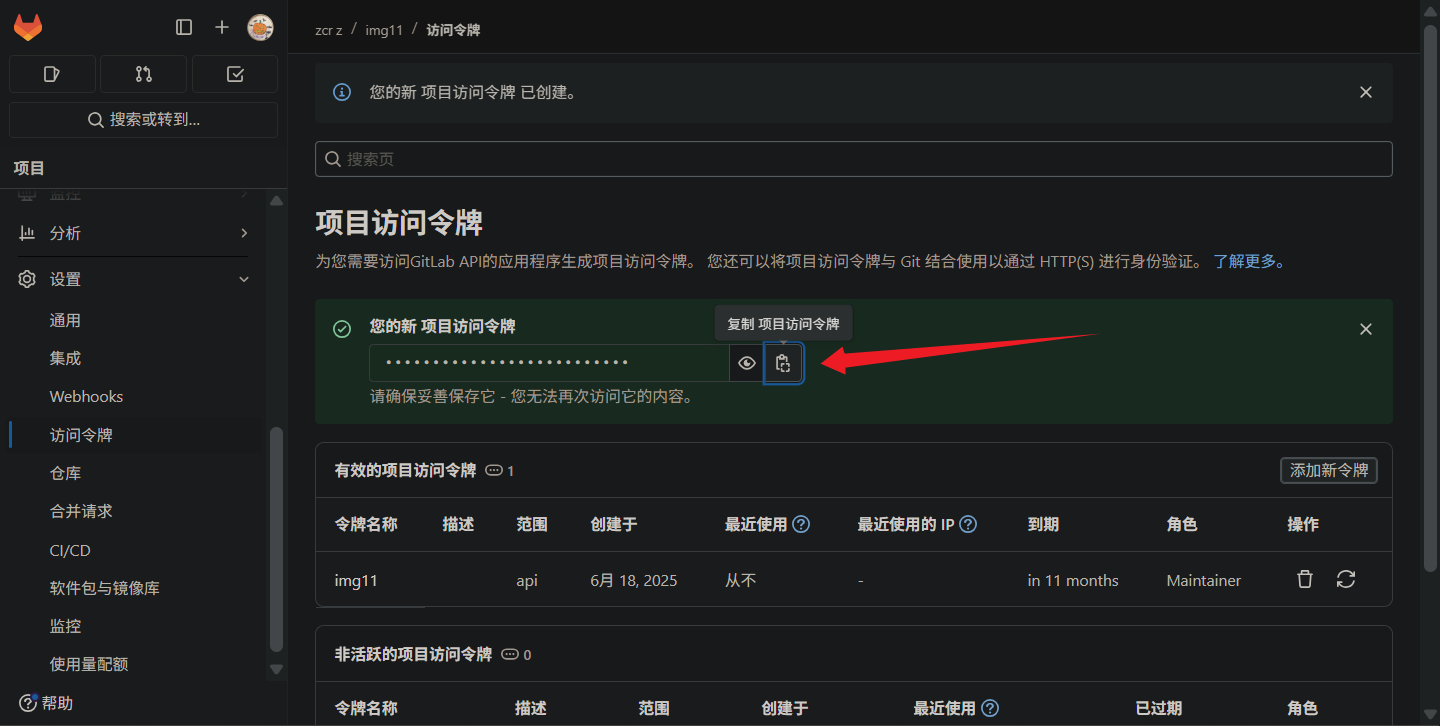 zcr z / img11 / 访问令牌
搜索或转到...
项目
监控
分析
设置
通用
集成
Webhooks
访问令牌
仓库
合并请求
CI/CD
软件包与镜像库
监控
使用量配额
帮助
您的新 项目访问令牌 已创建。
搜索页
项目访问令牌
为您需要访问GitLab API的应用程序生成项目访问令牌。 您还可以将项目访问令牌与 Git 结合使用以通过 HTTP(S) 进行身份验证。 了解更多。
您的新 项目访问令牌
复制 项目访问令牌
•••••••••••••••••••••••••••
请确保妥善保存它 - 您无法再次访问它的内容。
有效的项目访问令牌 1
添加新令牌
令牌名称 描述 范围 创建于 最近使用 最近使用的 IP 到期 角色 操作
img11 api 6月 18, 2025 从不 - in 11 months Maintainer
非活跃的项目访问令牌 0
令牌名称 描述 范围 创建于 最近使用 已过期 角色